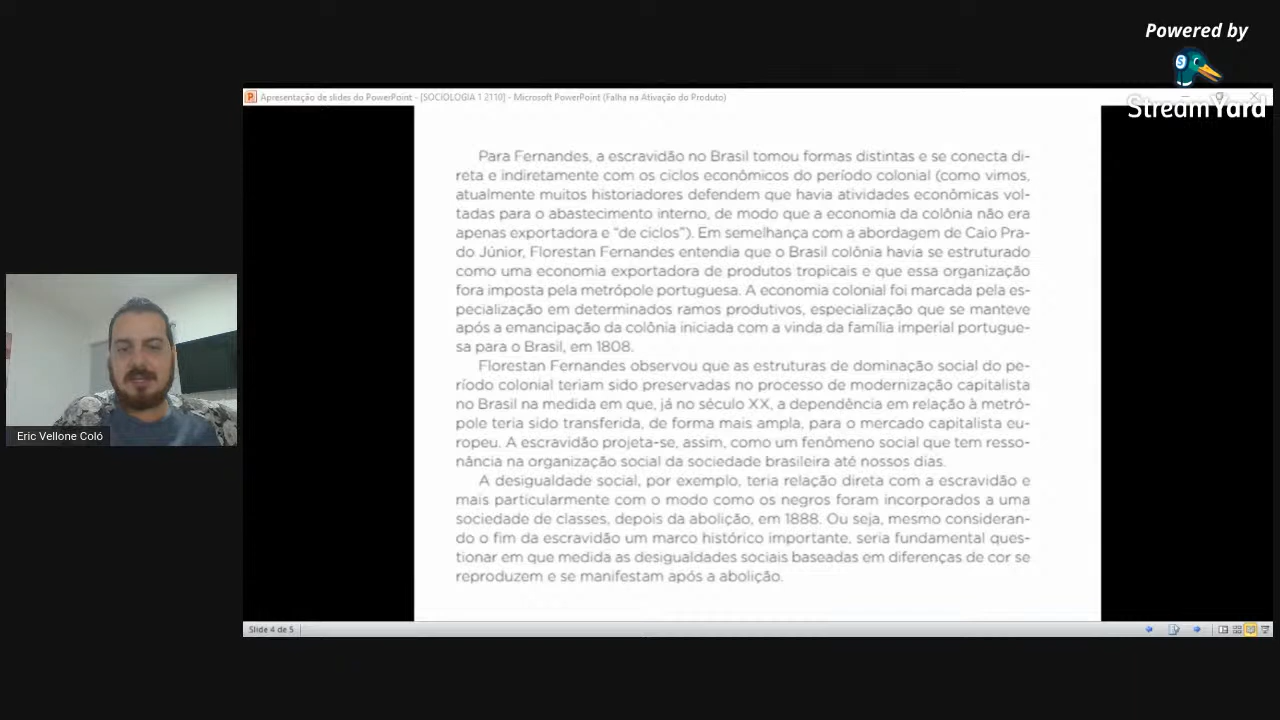 Powered by
StreamYard
Apresentação de slides do PowerPoint - [SOCIOLOGIA 1 2110] - Microsoft PowerPoint (Falha na Ativação do Produto)
Para Fernandes, a escravidão no Brasil tomou formas distintas e se conecta di-
reta e indiretamente com os ciclos econômicos do período colonial (como vimos,
atualmente muitos historiadores defendem que havia atividades econômicas vol-
tadas para o abastecimento interno, de modo que a economia da colônia não era
apenas exportadora e “de ciclos”). Em semelhança com a abordagem de Caio Pra-
do Júnior, Florestan Fernandes entendia que o Brasil colônia havia se estruturado
como uma economia exportadora de produtos tropicais e que essa organização
fora imposta pela metrópole portuguesa. A economia colonial foi marcada pela es-
pecialização em determinados ramos produtivos, especialização que se manteve
após a emancipação da colônia iniciada com a vinda da família imperial portugue-
sa para o Brasil, em 1808.
Florestan Fernandes observou que as estruturas de dominação social do pe-
ríodo colonial teriam sido preservadas no processo de modernização capitalista
no Brasil na medida em que, já no século XX, a dependência em relação à metró-
pole teria sido transferida, de forma mais ampla, para o mercado capitalista eu-
ropeu. A escravidão projeta-se, assim, como um fenômeno social que tem resso-
nância na organização social da sociedade brasileira até nossos dias.
A desigualdade social, por exemplo, teria relação direta com a escravidão e
mais particularmente com o modo como os negros foram incorporados a uma
sociedade de classes, depois da abolição, em 1888. Ou seja, mesmo consideran-
do o fim da escravidão um marco histórico importante, seria fundamental ques-
tionar em que medida as desigualdades sociais baseadas em diferenças de cor se
reproduzem e se manifestam após a abolição.
Eric Vellone Coló
Slide 4 de 5